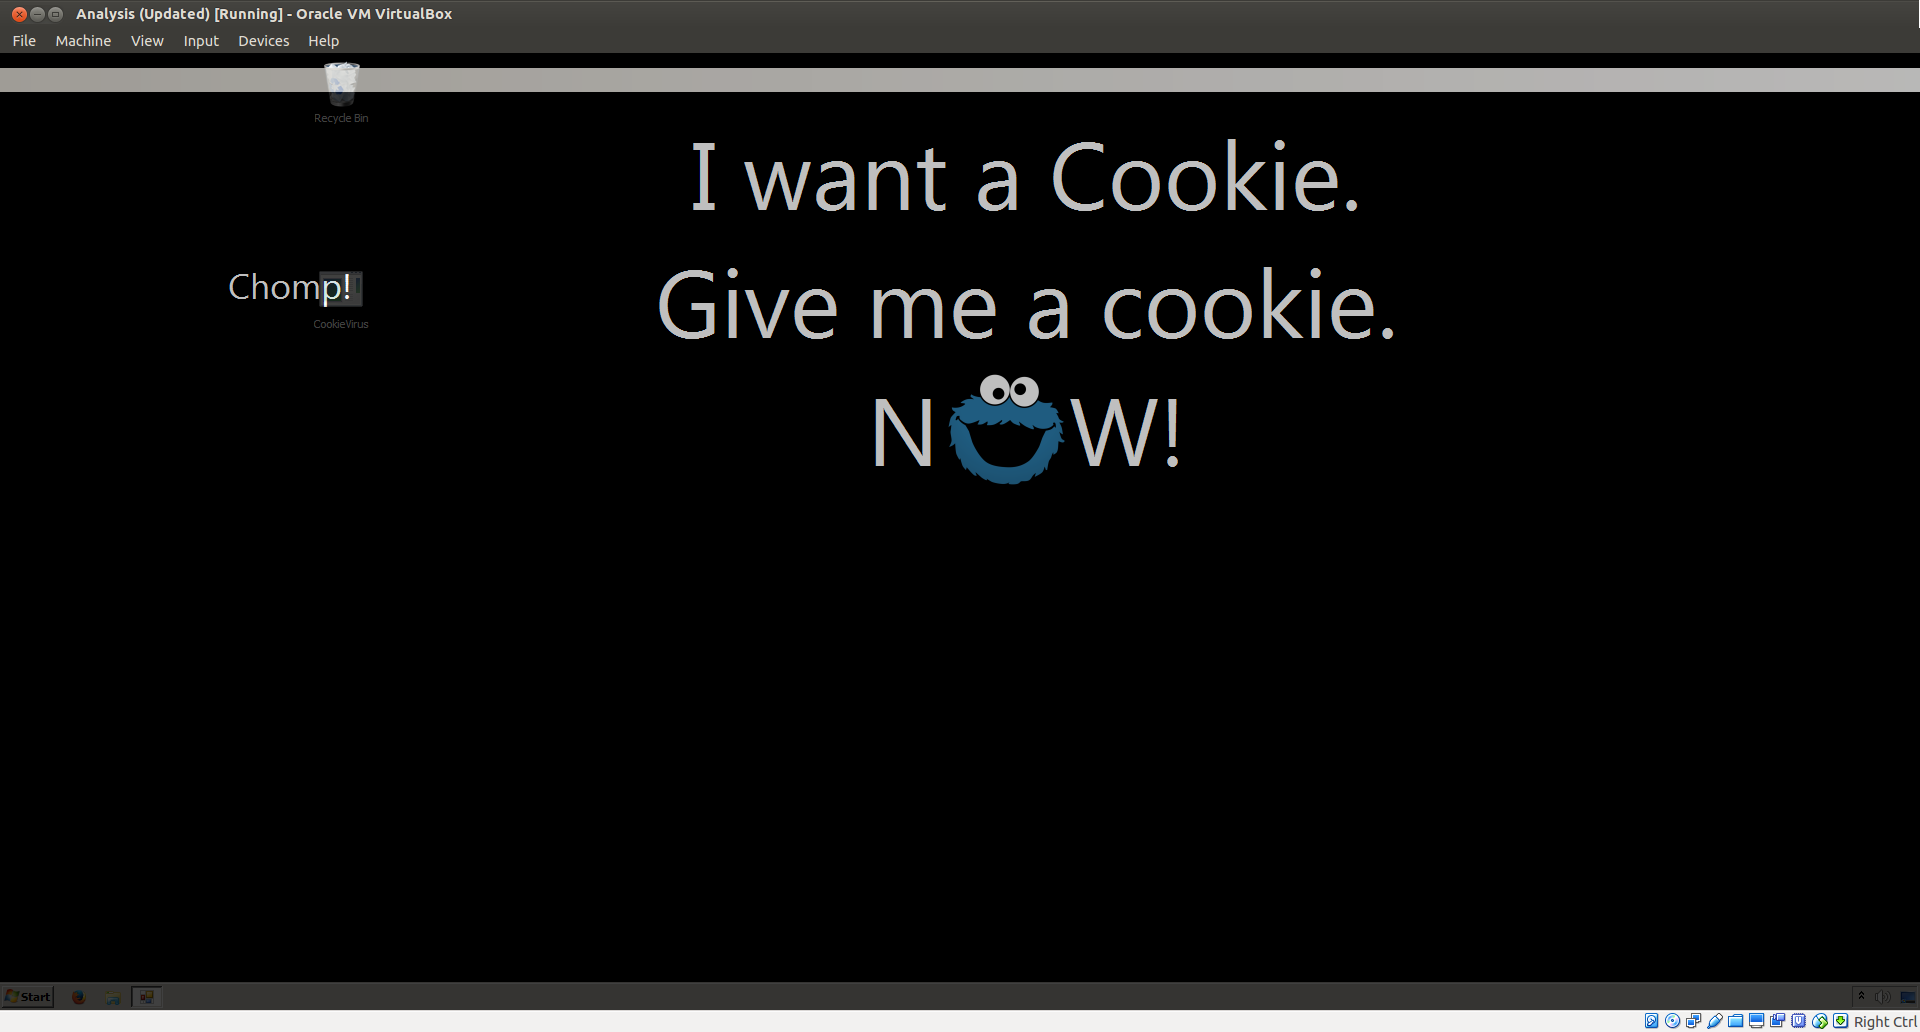 Analysis (Updated) [Running] - Oracle VM VirtualBox
File Machine View Input Devices Help
Recycle Bin
I want a Cookie.
Give me a cookie.
Chomp!
CookieVirus
N W!
Start
Right Ctrl